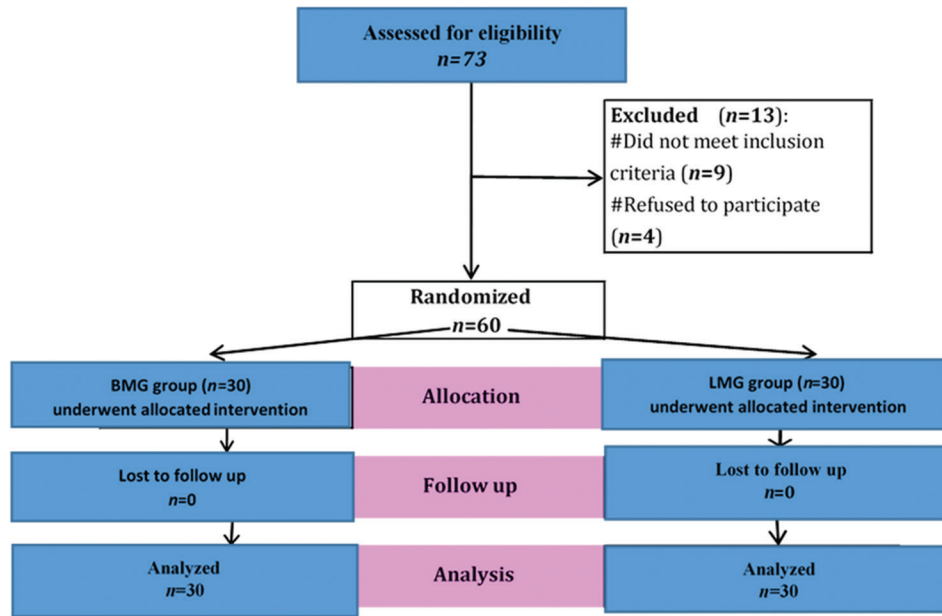 Assessed for eligibility
n=73
Excluded (n=13):
#Did not meet inclusion
criteria (n=9)
#Refused to participate
(n=4)
Randomized
n=60
BMG group (n=30)
underwent allocated intervention
Allocation
LMG group (n=30)
underwent allocated intervention
Lost to follow up
n=0
Follow up
Lost to follow up
n=0
Analyzed
n=30
Analysis
Analyzed
n=30